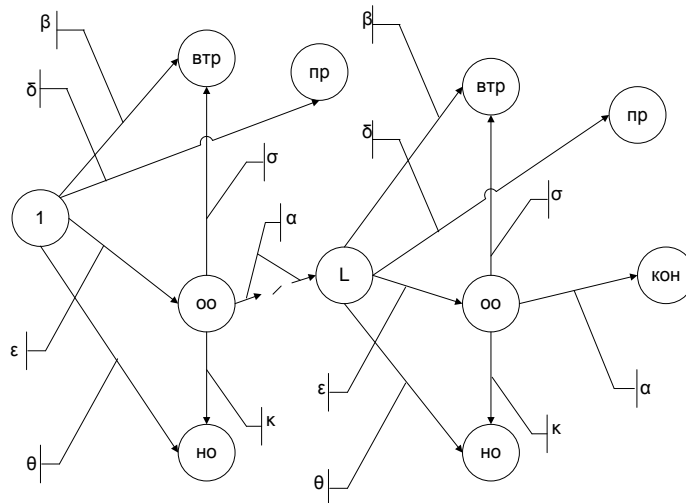 β
втр
пр
δ
σ
1
α
оо
ε
к
но
θ
β
втр
пр
δ
σ
L
оо
кон
ε
α
к
но
θ